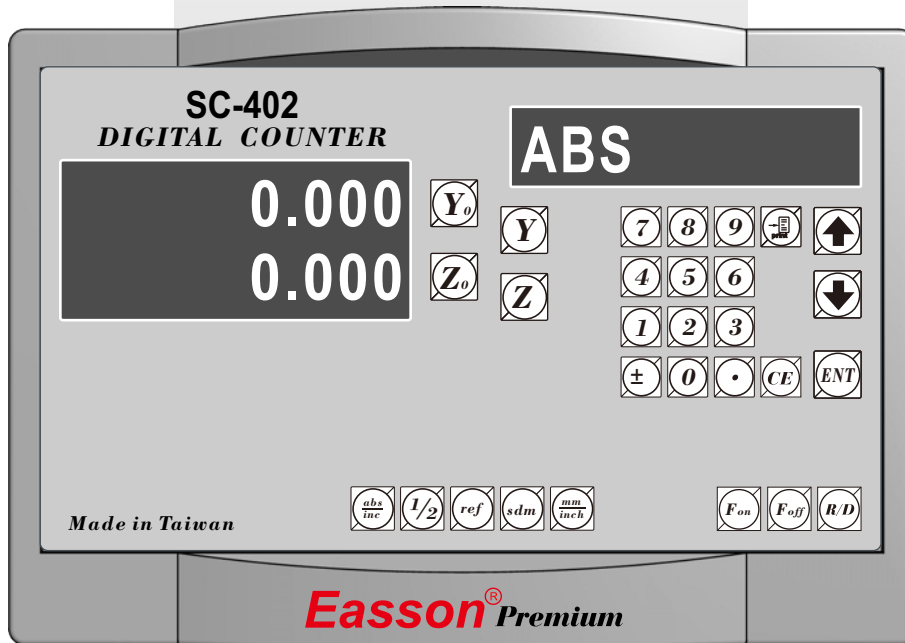 SC-402
DIGITAL COUNTER
ABS
0.000
Y₀
Y
0.000
Z₀
Z
7 8 9 print
4 5 6
1 2 3
± 0 · CE ENT
abs/inc 1/2 ref sdm mm/inch
Fon Foff R/D
Made in Taiwan
Easson® Premium